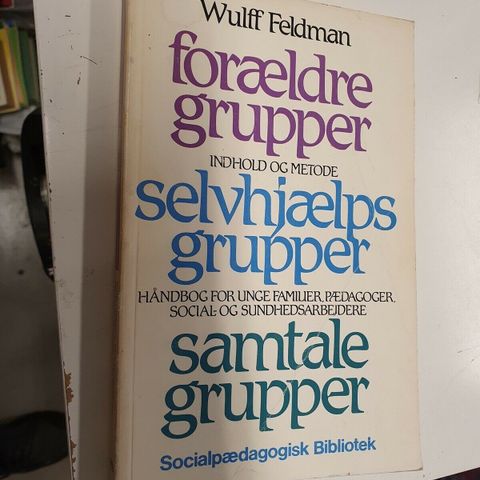 Wulff Feldman
forældre
grupper
INDHOLD OG METODE
selvhjælps
grupper
HÅNDBOG FOR UNGE FAMILIER, PÆDAGOGER,
SOCIAL- OG SUNDHEDSARBEJDERE
samtale
grupper
Socialpædagogisk Bibliotek